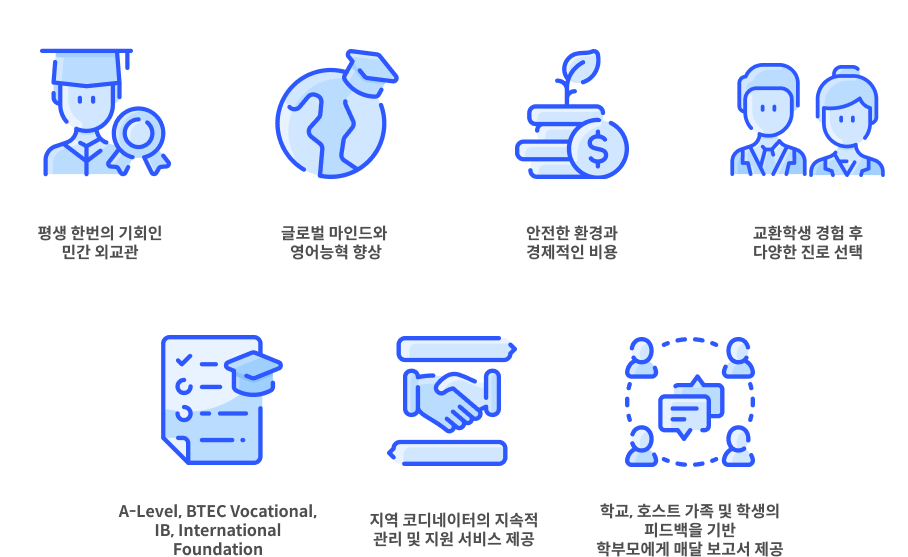 평생 한번의 기회인
민간 외교관
글로벌 마인드와
영어능혁 향상
안전한 환경과
경제적인 비용
교환학생 경험 후
다양한 진로 선택
A-Level, BTEC Vocational,
IB, International
Foundation
지역 코디네이터의 지속적
관리 및 지원 서비스 제공
학교, 호스트 가족 및 학생의
피드백을 기반
학부모에게 매달 보고서 제공